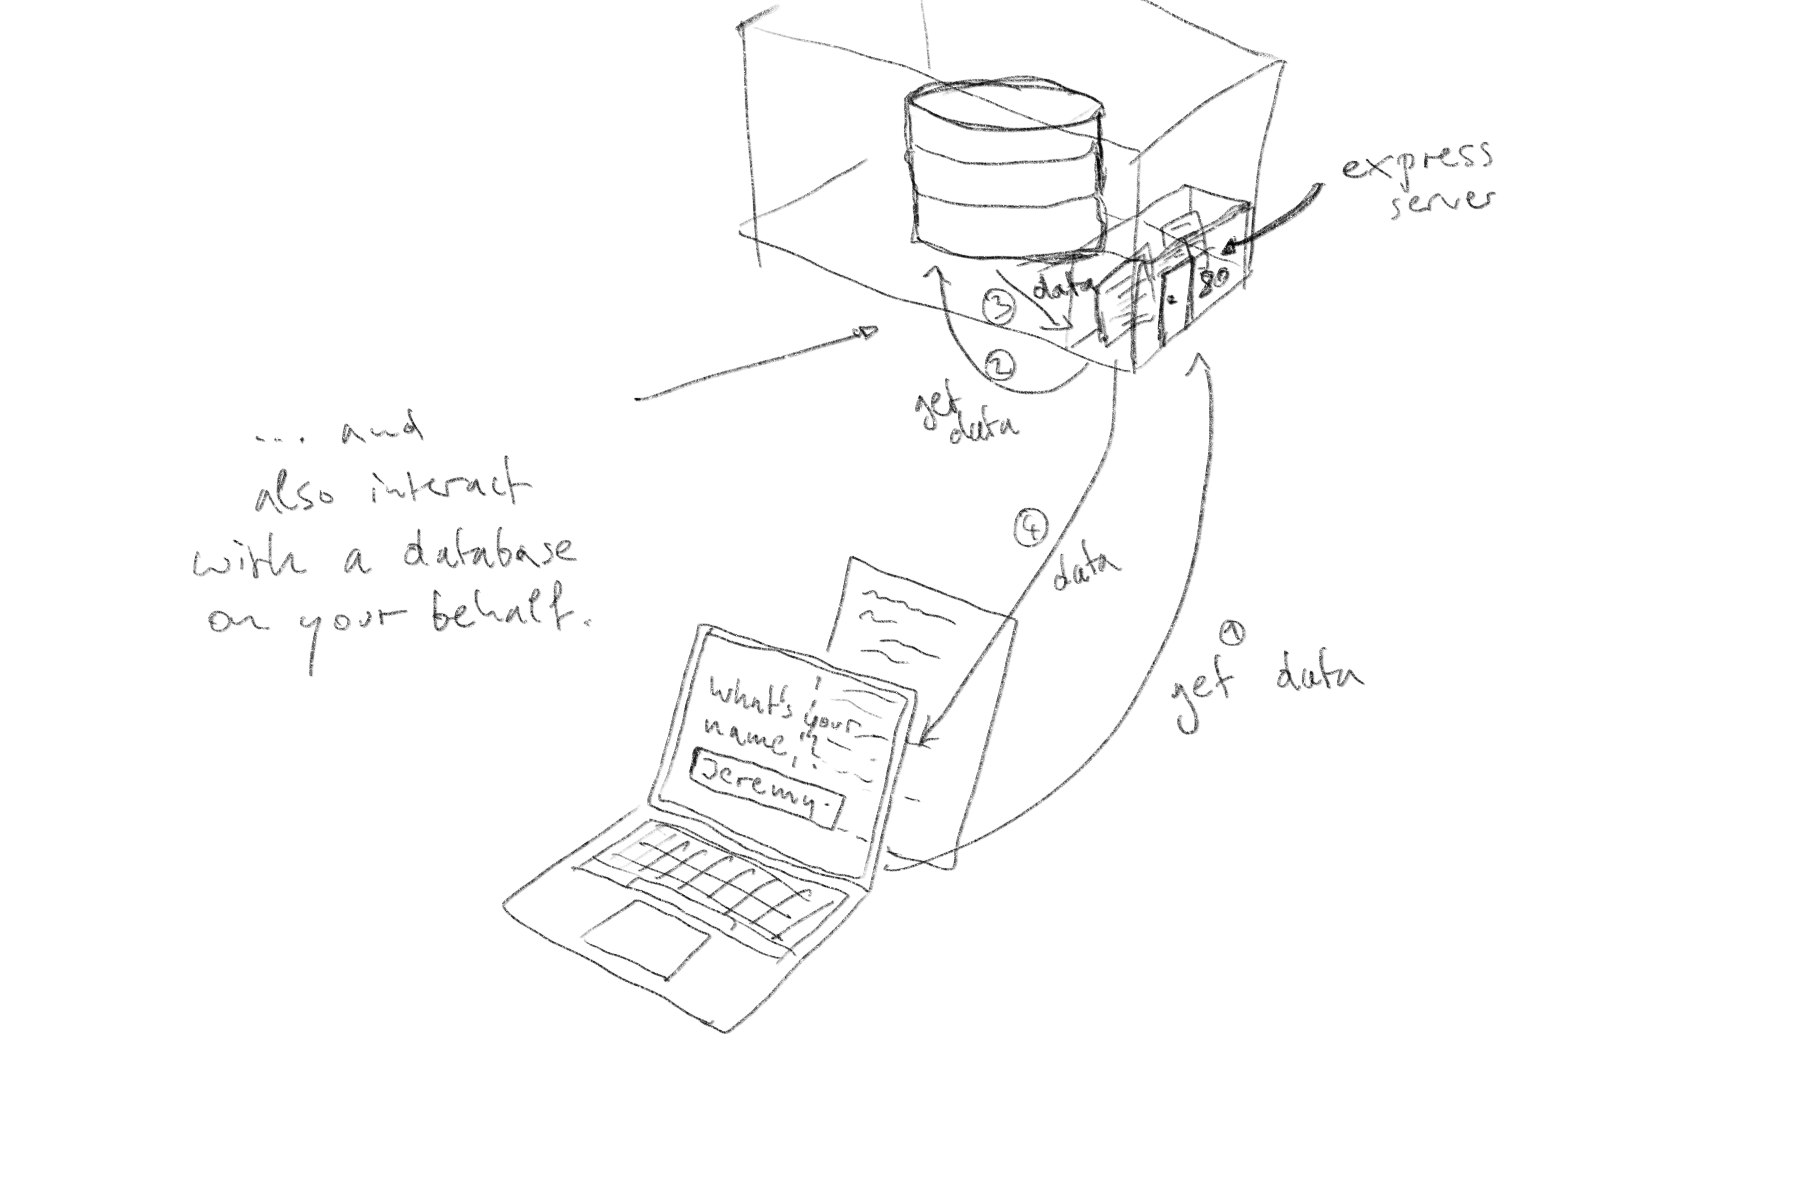 express
server
80
data
③
②
get
data
... and
also interact
with a database
on your behalf.
④
data
①
get data
What's your
name?
Jeremy.